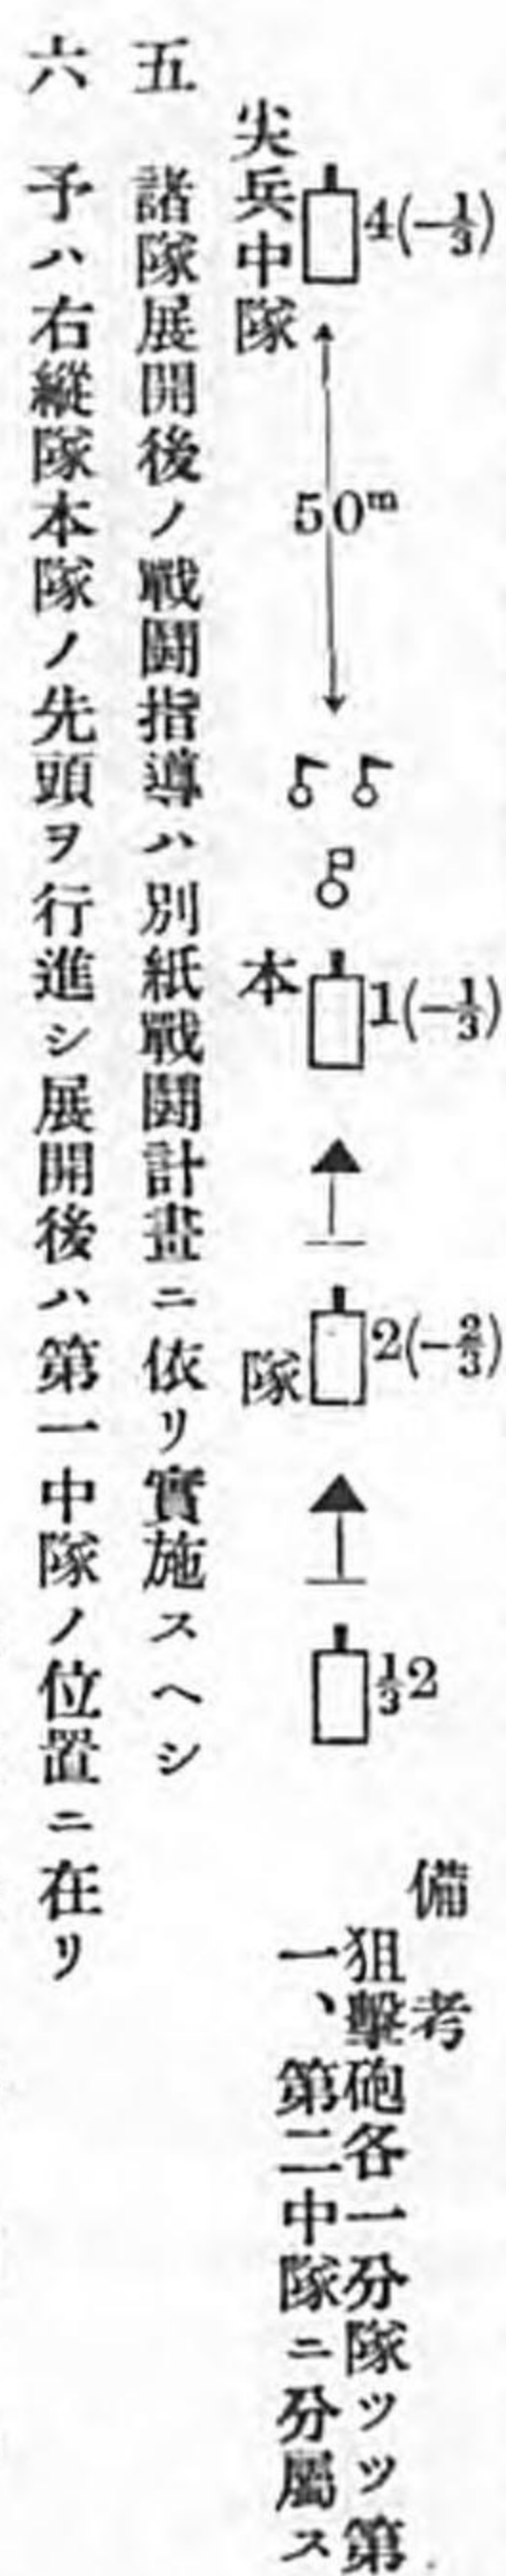 備考
狙擊砲各一分隊ツツ第
一、第二中隊ニ分屬ス
4(−1/3)
50m
1(−1/3)
2(−2/3)
1/3 2
尖兵中隊
本隊
五 諸隊展開後ノ戰鬪指導ハ別紙戰鬪計畫ニ依リ實施スヘシ
六 予ハ右縱隊本隊ノ先頭ヲ行進シ展開後ハ第一中隊ノ位置ニ在リ